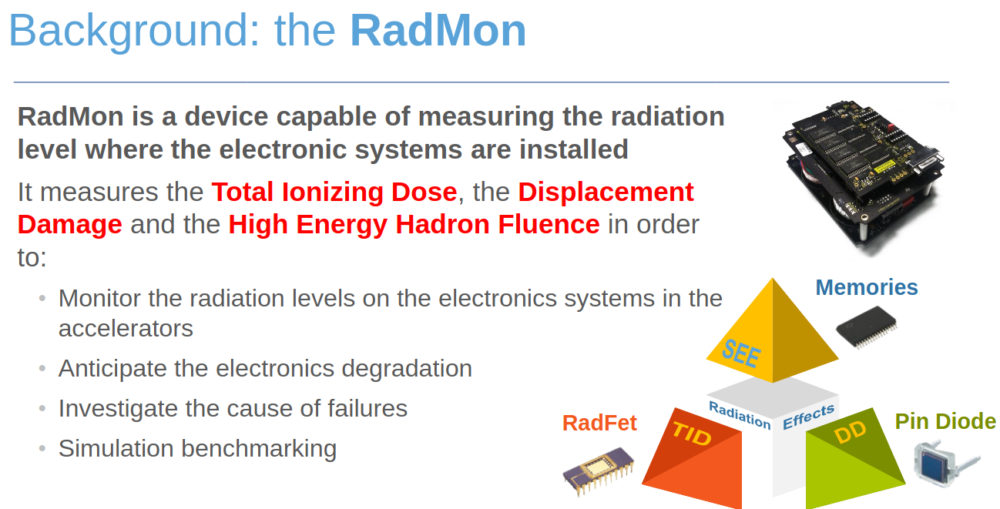 Background: the RadMon
RadMon is a device capable of measuring the radiation
level where the electronic systems are installed
It measures the Total Ionizing Dose, the Displacement
Damage and the High Energy Hadron Fluence in order
to:
• Monitor the radiation levels on the electronics systems in the
accelerators
• Anticipate the electronics degradation
• Investigate the cause of failures
• Simulation benchmarking
Memories
SEE
Radiation Effects
RadFet
TID
DD
Pin Diode